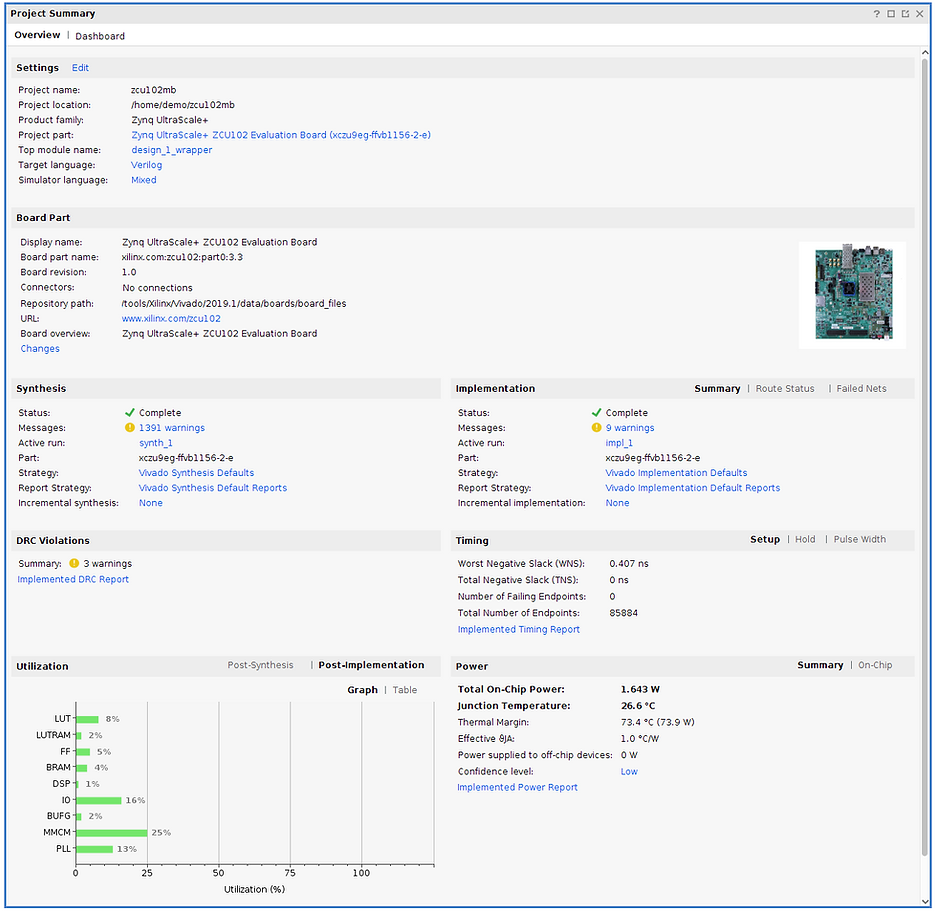 Project Summary
Overview | Dashboard
Settings Edit
Project name: zcu102mb
Project location: /home/demo/zcu102mb
Product family: Zynq UltraScale+
Project part: Zynq UltraScale+ ZCU102 Evaluation Board (xczu9eg-ffvb1156-2-e)
Top module name: design_1_wrapper
Target language: Verilog
Simulator language: Mixed
Board Part
Display name: Zynq UltraScale+ ZCU102 Evaluation Board
Board part name: xilinx.com:zcu102:part0:3.3
Board revision: 1.0
Connectors: No connections
Repository path: /tools/Xilinx/Vivado/2019.1/data/boards/board_files
URL: www.xilinx.com/zcu102
Board overview: Zynq UltraScale+ ZCU102 Evaluation Board
Changes
Synthesis
Status: Complete
Messages: 1391 warnings
Active run: synth_1
Part: xczu9eg-ffvb1156-2-e
Strategy: Vivado Synthesis Defaults
Report Strategy: Vivado Synthesis Default Reports
Incremental synthesis: None
Implementation Summary | Route Status | Failed Nets
Status: Complete
Messages: 9 warnings
Active run: impl_1
Part: xczu9eg-ffvb1156-2-e
Strategy: Vivado Implementation Defaults
Report Strategy: Vivado Implementation Default Reports
Incremental implementation: None
DRC Violations
Summary: 3 warnings
Implemented DRC Report
Timing Setup | Hold | Pulse Width
Worst Negative Slack (WNS): 0.407 ns
Total Negative Slack (TNS): 0 ns
Number of Failing Endpoints: 0
Total Number of Endpoints: 85884
Implemented Timing Report
Utilization Post-Synthesis | Post-Implementation
Graph | Table
LUT 8%
LUTRAM 2%
FF 5%
BRAM 4%
DSP 1%
IO 16%
BUFG 2%
MMCM 25%
PLL 13%
0 25 50 75 100
Utilization (%)
Power Summary | On-Chip
Total On-Chip Power: 1.643 W
Junction Temperature: 26.6 °C
Thermal Margin: 73.4 °C (73.9 W)
Effective ϑJA: 1.0 °C/W
Power supplied to off-chip devices: 0 W
Confidence level: Low
Implemented Power Report